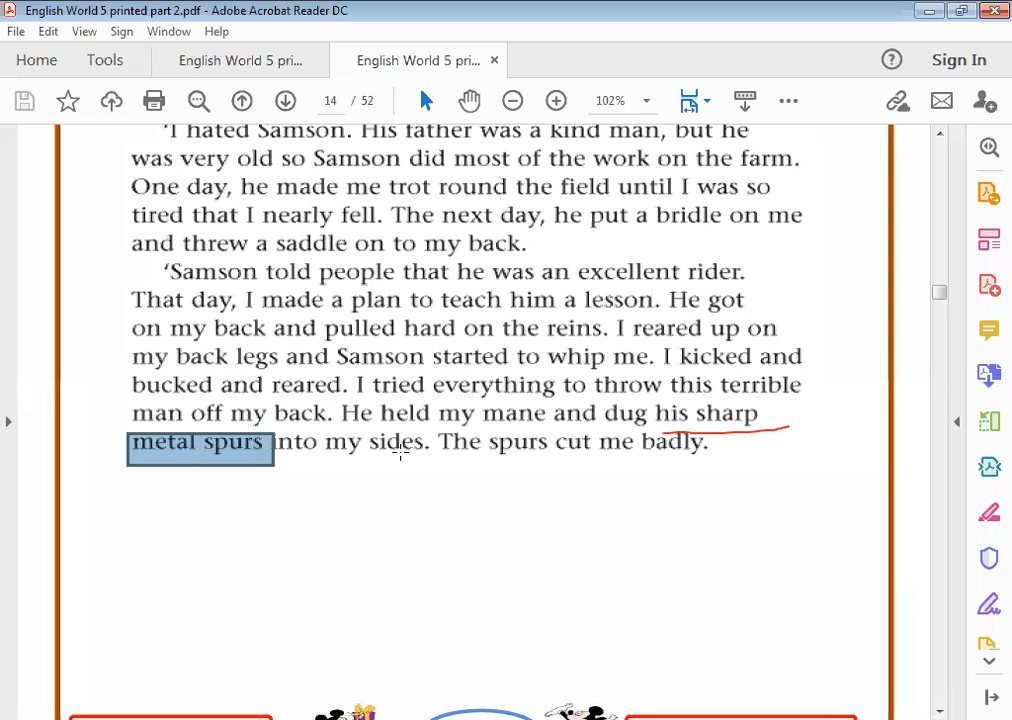 English World 5 printed part 2.pdf - Adobe Acrobat Reader DC
File Edit View Sign Window Help
Home Tools English World 5 pri... English World 5 pri... ×
14 / 52 102%
Sign In
'I hated Samson. His father was a kind man, but he
was very old so Samson did most of the work on the farm.
One day, he made me trot round the field until I was so
tired that I nearly fell. The next day, he put a bridle on me
and threw a saddle on to my back.
'Samson told people that he was an excellent rider.
That day, I made a plan to teach him a lesson. He got
on my back and pulled hard on the reins. I reared up on
my back legs and Samson started to whip me. I kicked and
bucked and reared. I tried everything to throw this terrible
man off my back. He held my mane and dug his sharp
metal spurs into my sides. The spurs cut me badly.